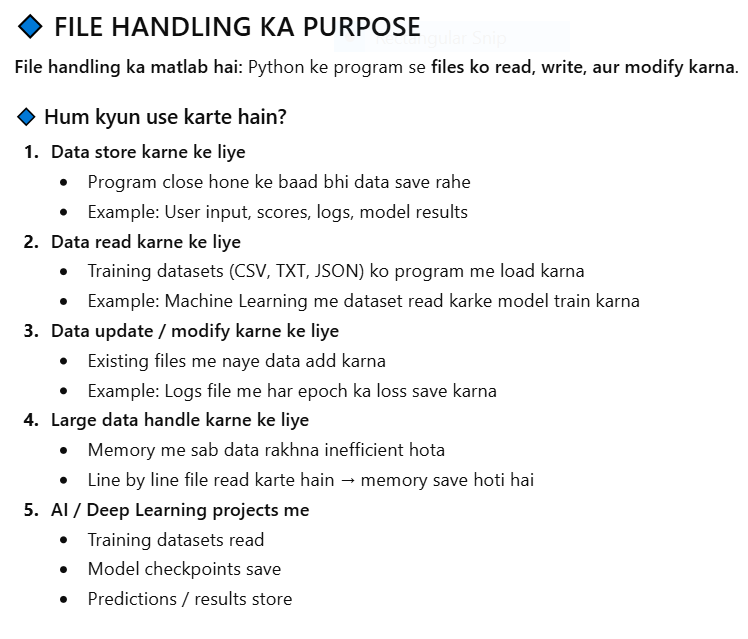 FILE HANDLING KA PURPOSE
File handling ka matlab hai: Python ke program se files ko read, write, aur modify karna.
Hum kyun use karte hain?
1. Data store karne ke liye
• Program close hone ke baad bhi data save rahe
• Example: User input, scores, logs, model results
2. Data read karne ke liye
• Training datasets (CSV, TXT, JSON) ko program me load karna
• Example: Machine Learning me dataset read karke model train karna
3. Data update / modify karne ke liye
• Existing files me naye data add karna
• Example: Logs file me har epoch ka loss save karna
4. Large data handle karne ke liye
• Memory me sab data rakhna inefficient hota
• Line by line file read karte hain → memory save hoti hai
5. AI / Deep Learning projects me
• Training datasets read
• Model checkpoints save
• Predictions / results store